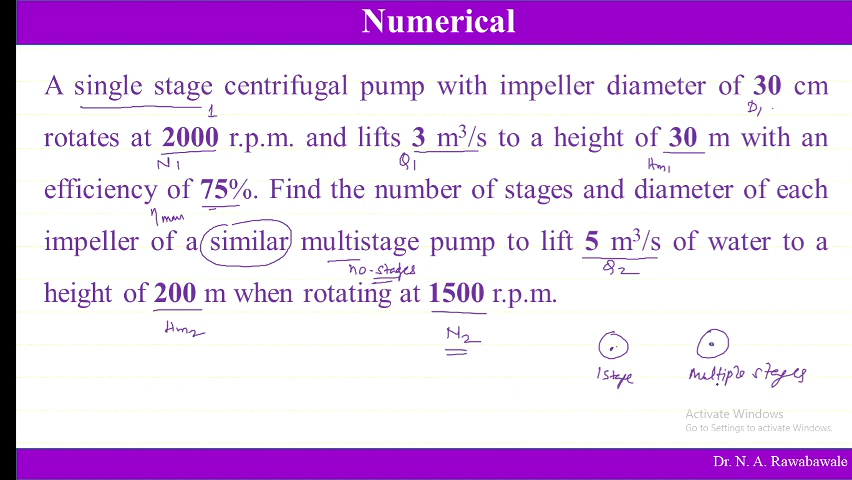 Numerical
A single stage centrifugal pump with impeller diameter of 30 cm
1
D1
rotates at 2000 r.p.m. and lifts 3 m³/s to a height of 30 m with an
N1 Q1 Hm1
efficiency of 75%. Find the number of stages and diameter of each
impeller of a similar multistage pump to lift 5 m³/s of water to a
no. stages Q2
height of 200 m when rotating at 1500 r.p.m.
Hm2 N2
1 stage multiple stages
Activate Windows
Go to Settings to activate Windows.
Dr. N. A. Rawabawale